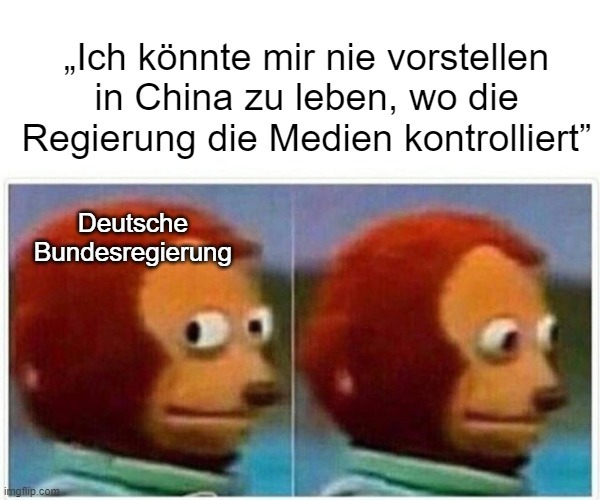 „Ich könnte mir nie vorstellen
in China zu leben, wo die
Regierung die Medien kontrolliert”
Deutsche
Bundesregierung
imgflip.com